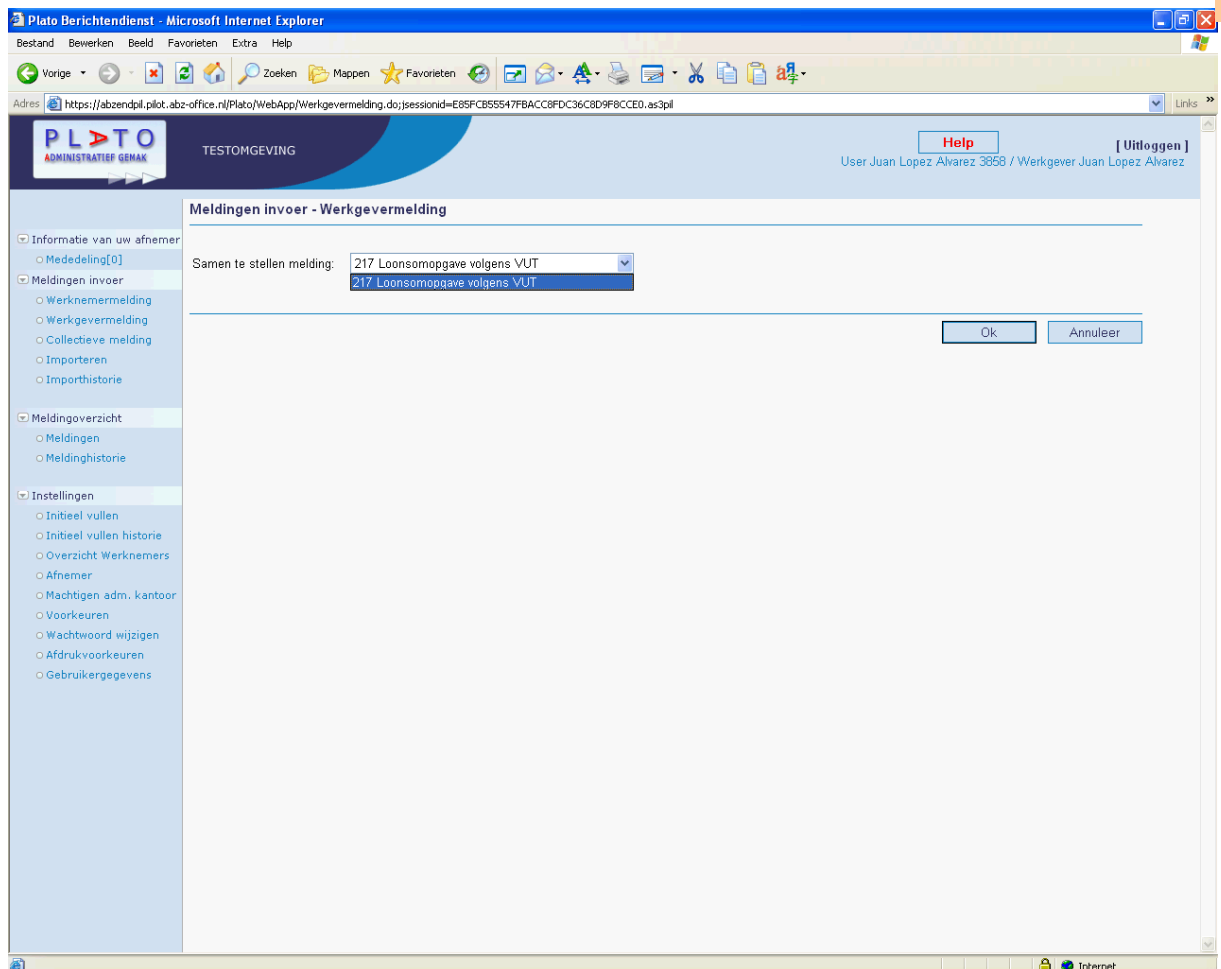 Plato Berichtendienst - Microsoft Internet Explorer
Bestand Bewerken Beeld Favorieten Extra Help
Vorige Zoeken Mappen Favorieten
Adres https://abzendpil.pilot.abz-office.nl/Plato/WebApp/Werkgevermelding.do;jsessionid=E85FCB55547FBACC8FDC36C8D9F8CCE0.as3pil Links »
PLATO
ADMINISTRATIEF GEMAK
TESTOMGEVING
Help
[ Uitloggen ]
User Juan Lopez Alvarez 3858 / Werkgever Juan Lopez Alvarez
Meldingen invoer - Werkgevermelding
Informatie van uw afnemer
Mededeling[0]
Meldingen invoer
Werknemermelding
Werkgevermelding
Collectieve melding
Importeren
Importhistorie
Meldingoverzicht
Meldingen
Meldinghistorie
Instellingen
Initieel vullen
Initieel vullen historie
Overzicht Werknemers
Afnemer
Machtigen adm. kantoor
Voorkeuren
Wachtwoord wijzigen
Afdrukvoorkeuren
Gebruikergegevens
Samen te stellen melding: 217 Loonsomopgave volgens VUT
217 Loonsomopgave volgens VUT
Ok Annuleer
Internet